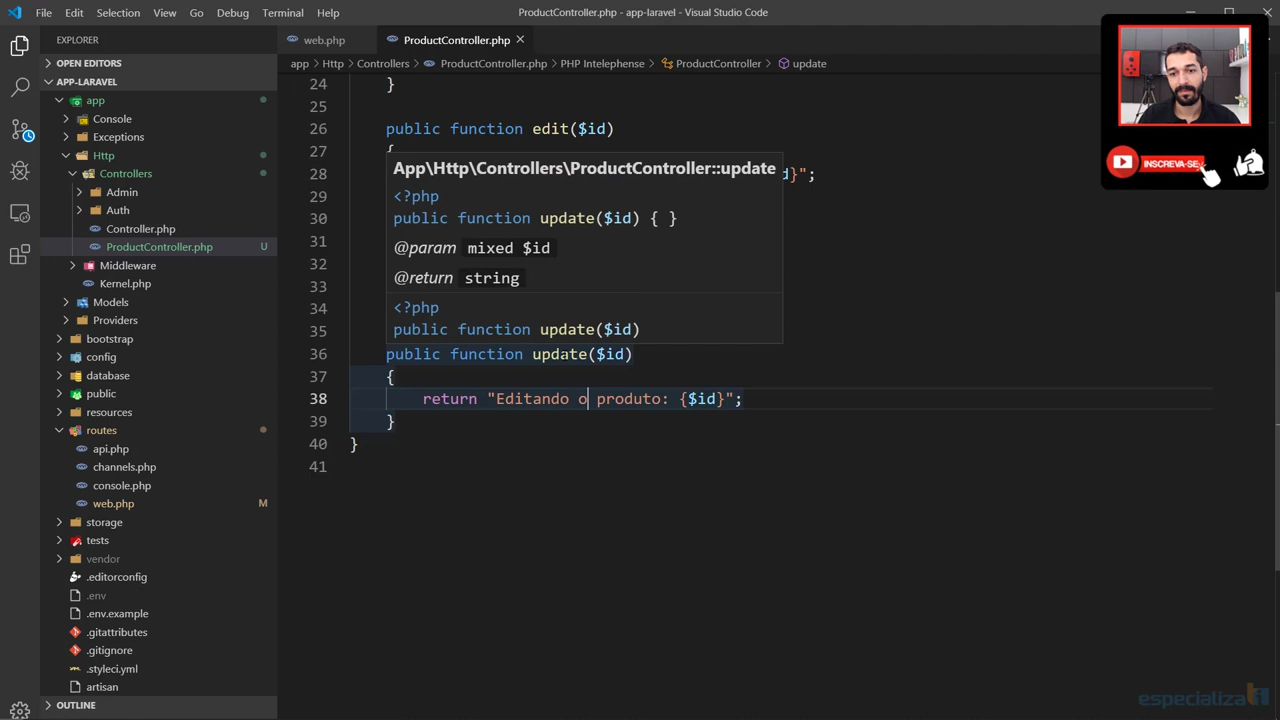 File Edit Selection View Go Debug Terminal Help
ProductController.php - app-laravel - Visual Studio Code
EXPLORER
web.php
ProductController.php
OPEN EDITORS
app Http Controllers ProductController.php PHP Intelephense ProductController update
APP-LARAVEL
app
Console
Exceptions
Http
Controllers
Admin
Auth
Controller.php
ProductController.php U
Middleware
Kernel.php
Models
Providers
bootstrap
config
database
public
resources
routes
api.php
channels.php
console.php
web.php M
storage
tests
vendor
.editorconfig
.env
.env.example
.gitattributes
.gitignore
.styleci.yml
artisan
OUTLINE
24 }
25
26 public function edit($id)
27 {
28 d}";
29
30
31
32
33
34
35
36 public function update($id)
37 {
38 return "Editando o produto: {$id}";
39 }
40 }
41
App\Http\Controllers\ProductController::update
<?php
public function update($id) { }
@param mixed $id
@return string
<?php
public function update($id)
INSCREVA-SE
especializati